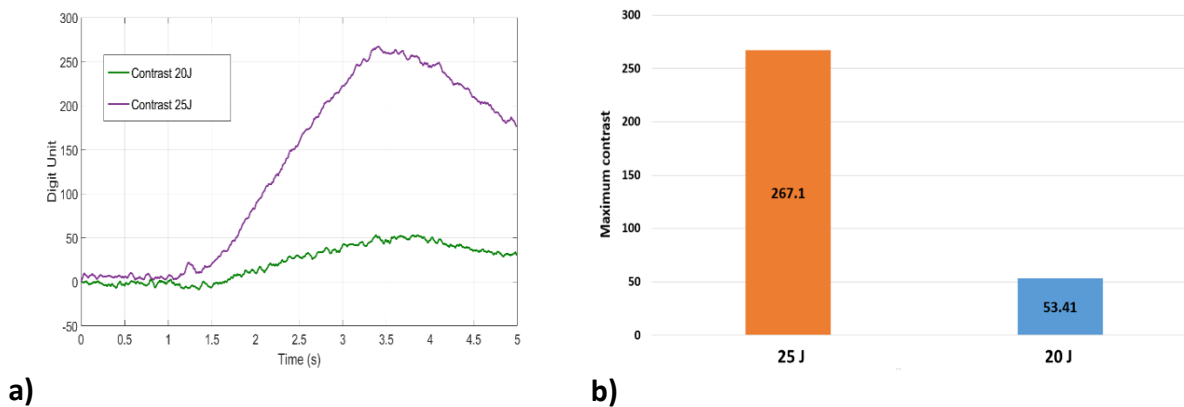 300
250
200
150
100
50
0
-50
Digit Unit
Contrast 20J
Contrast 25J
0 0.5 1 1.5 2 2.5 3 3.5 4 4.5 5
Time (s)
a)
300
250
200
150
100
50
0
Maximum contrast
267.1
53.41
25 J 20 J
b)